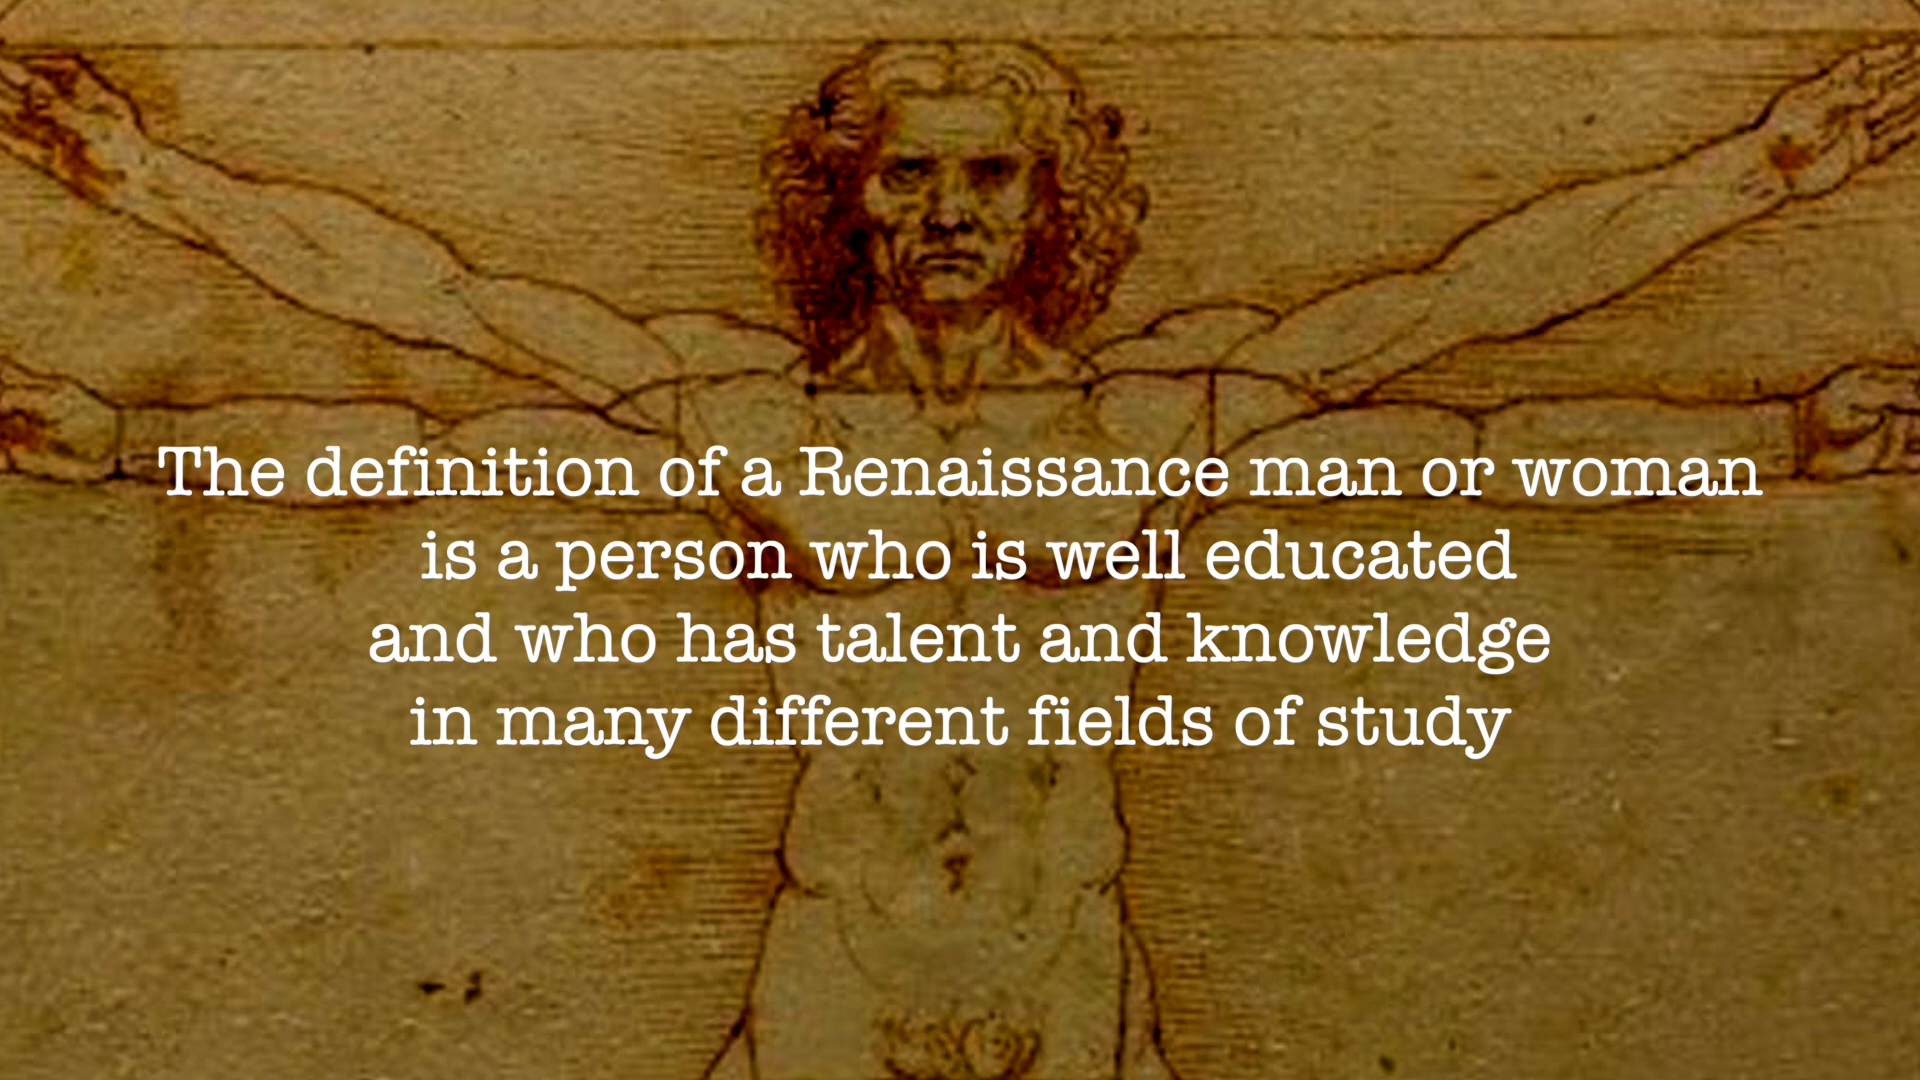 The definition of a Renaissance man or woman
is a person who is well educated
and who has talent and knowledge
in many different fields of study